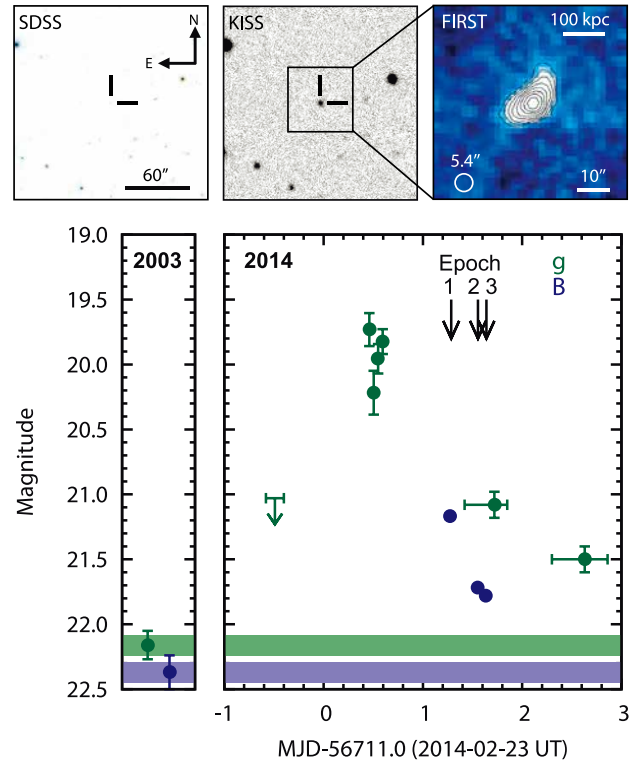 SDSS
N
E
60″
KISS
FIRST
100 kpc
5.4″
10″
2003
2014
Epoch
1 2 3
g
B
19.0
19.5
20.0
20.5
21.0
21.5
22.0
22.5
Magnitude
-1 0 1 2 3
MJD-56711.0 (2014-02-23 UT)